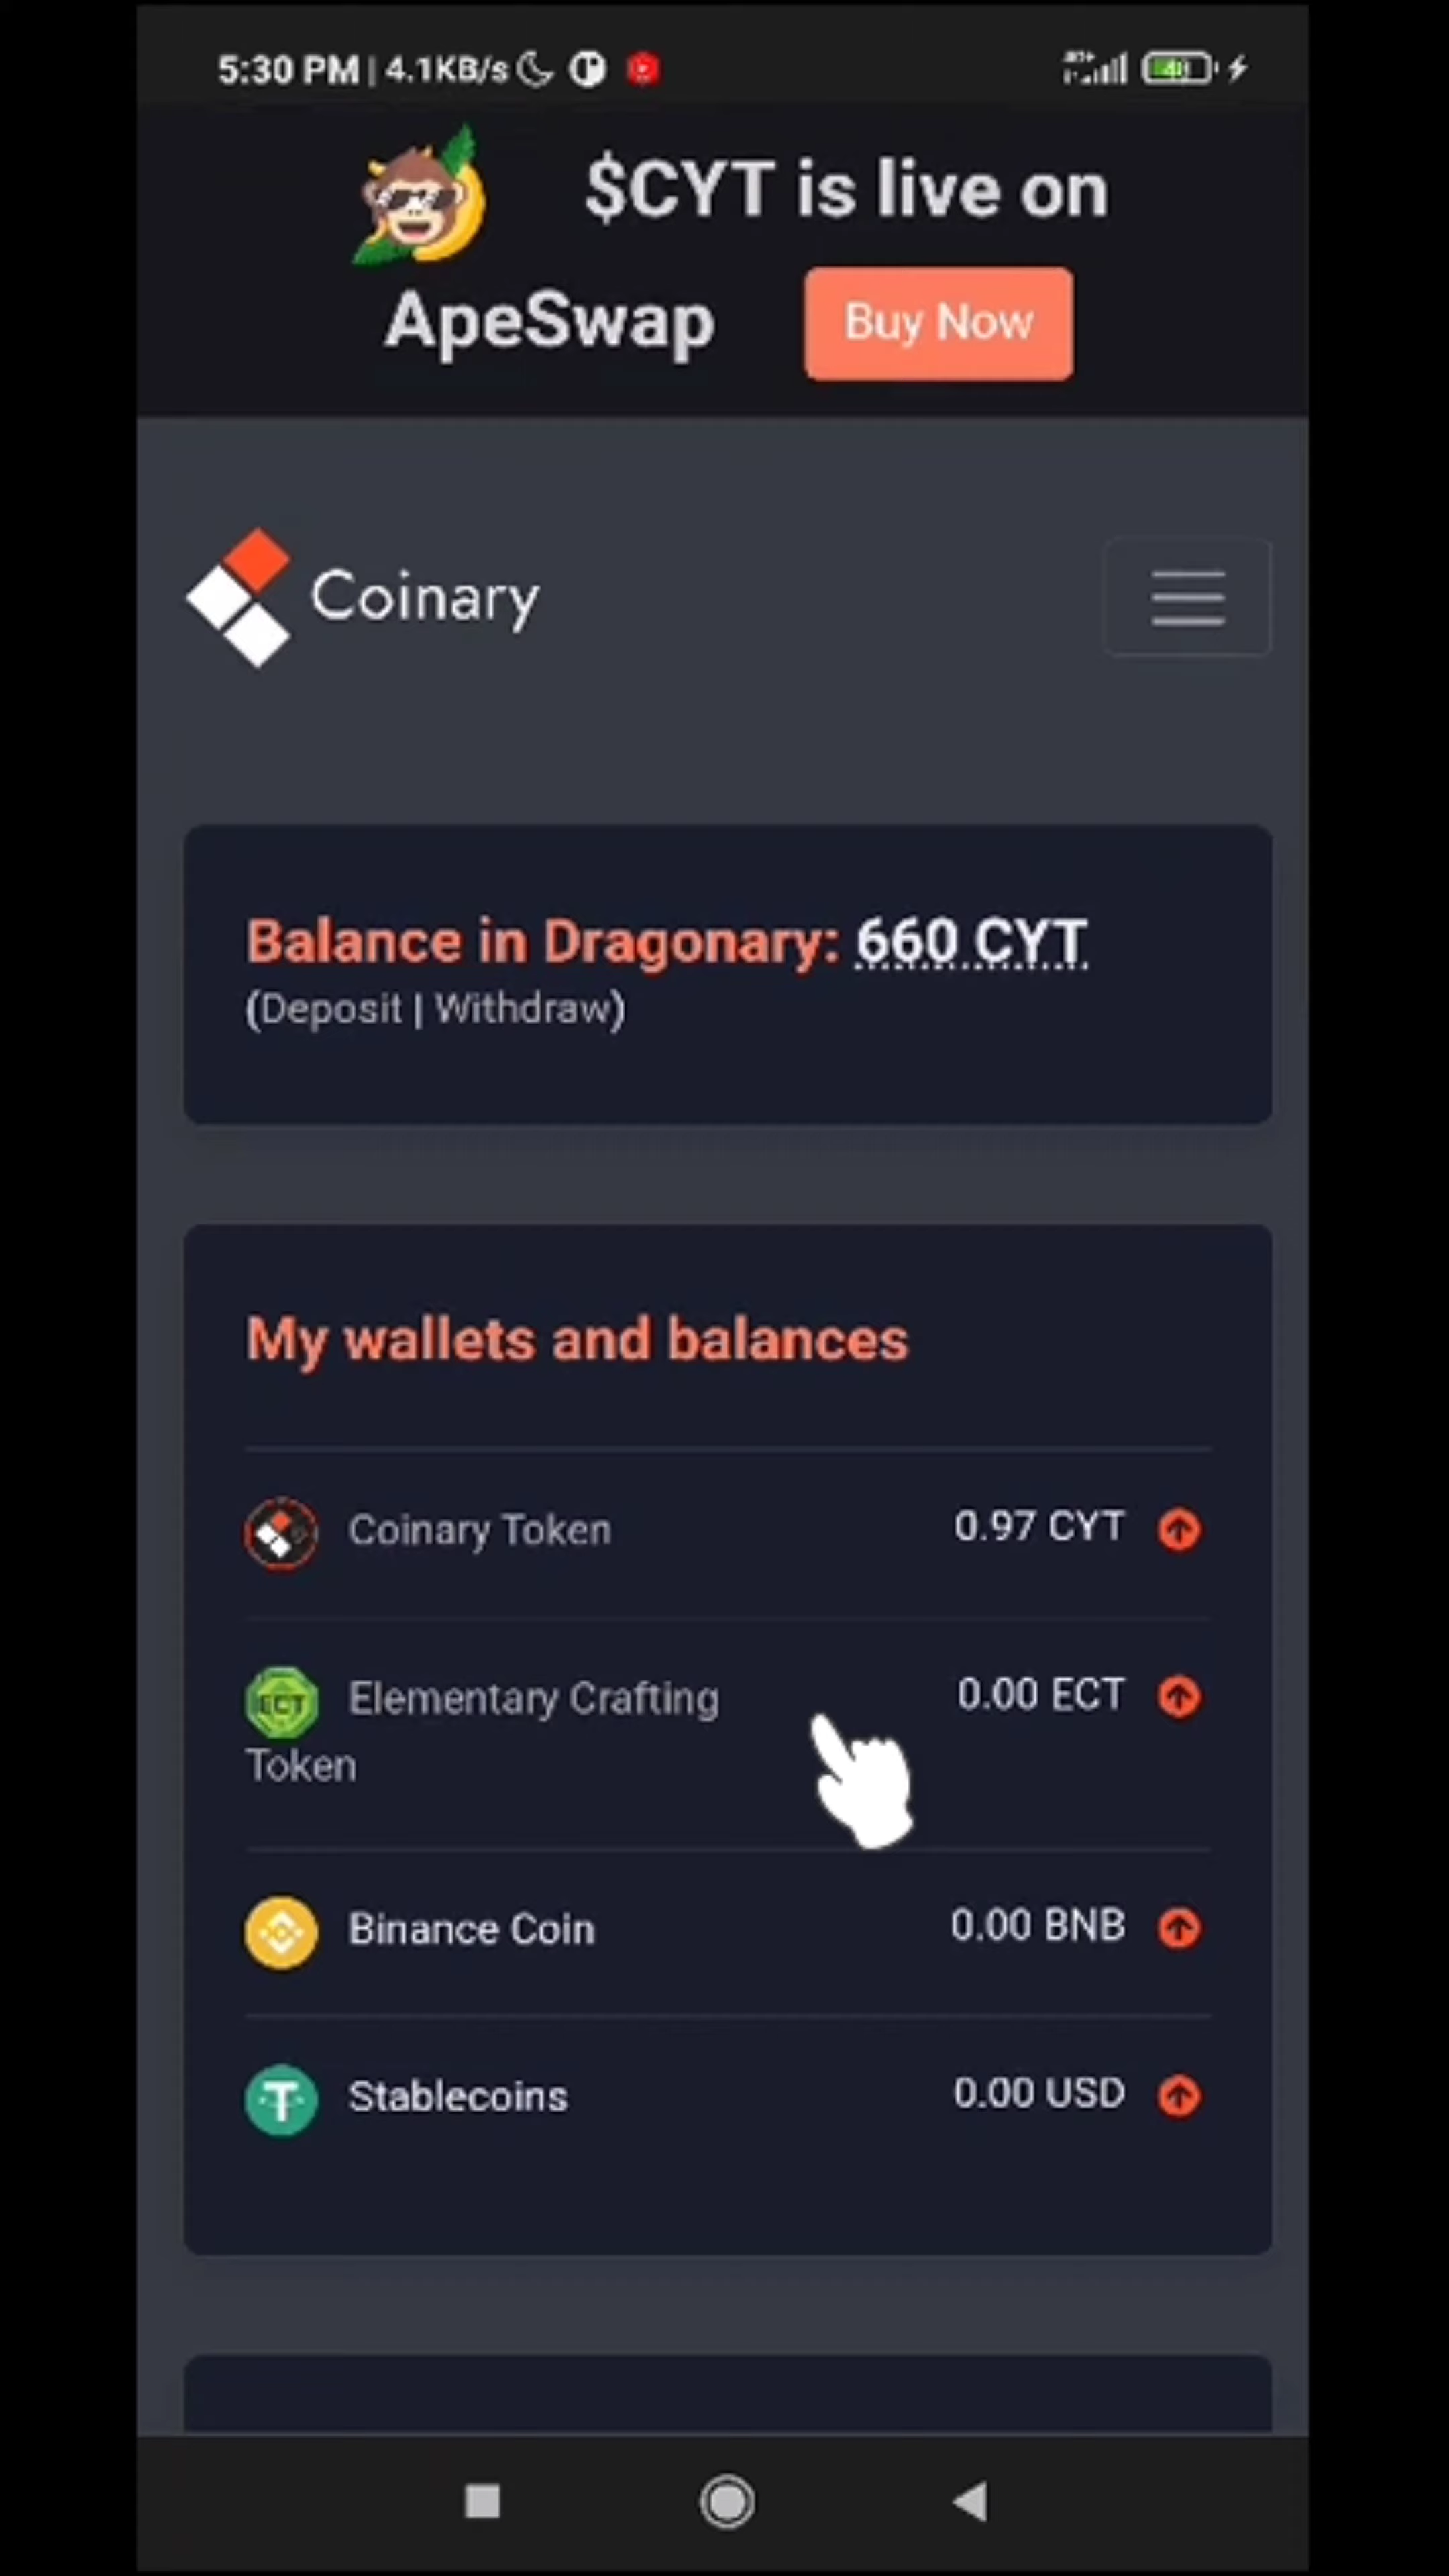 5:30 PM | 4.1KB/s
$CYT is live on
ApeSwap
Buy Now
Coinary
Balance in Dragonary: 660 CYT
(Deposit | Withdraw)
My wallets and balances
Coinary Token 0.97 CYT
ECT Elementary Crafting 0.00 ECT
Token
Binance Coin 0.00 BNB
Stablecoins 0.00 USD